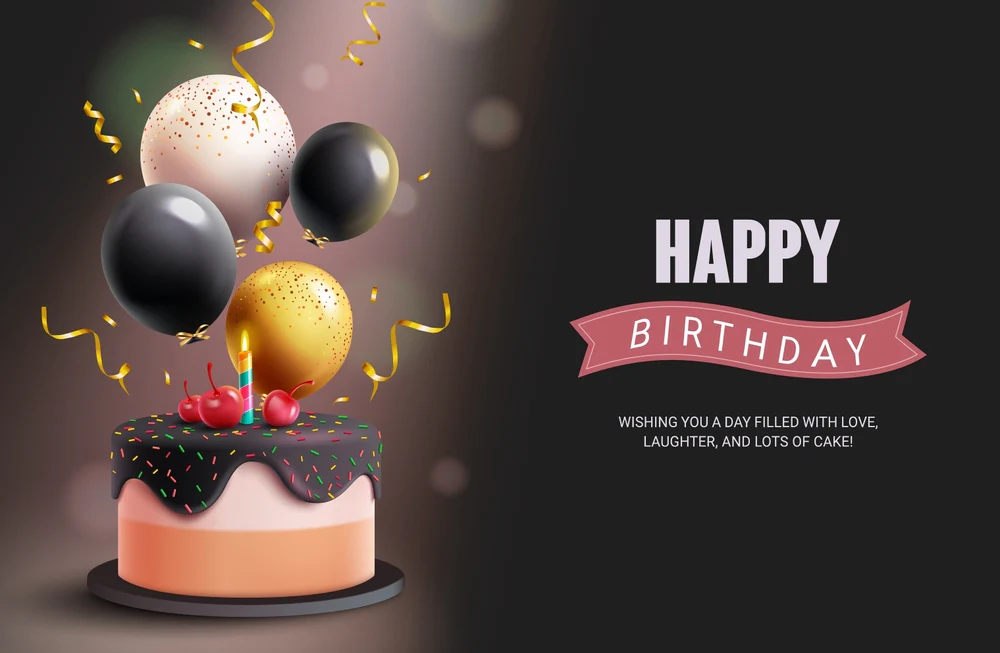 HAPPY
BIRTHDAY
WISHING YOU A DAY FILLED WITH LOVE,
LAUGHTER, AND LOTS OF CAKE!